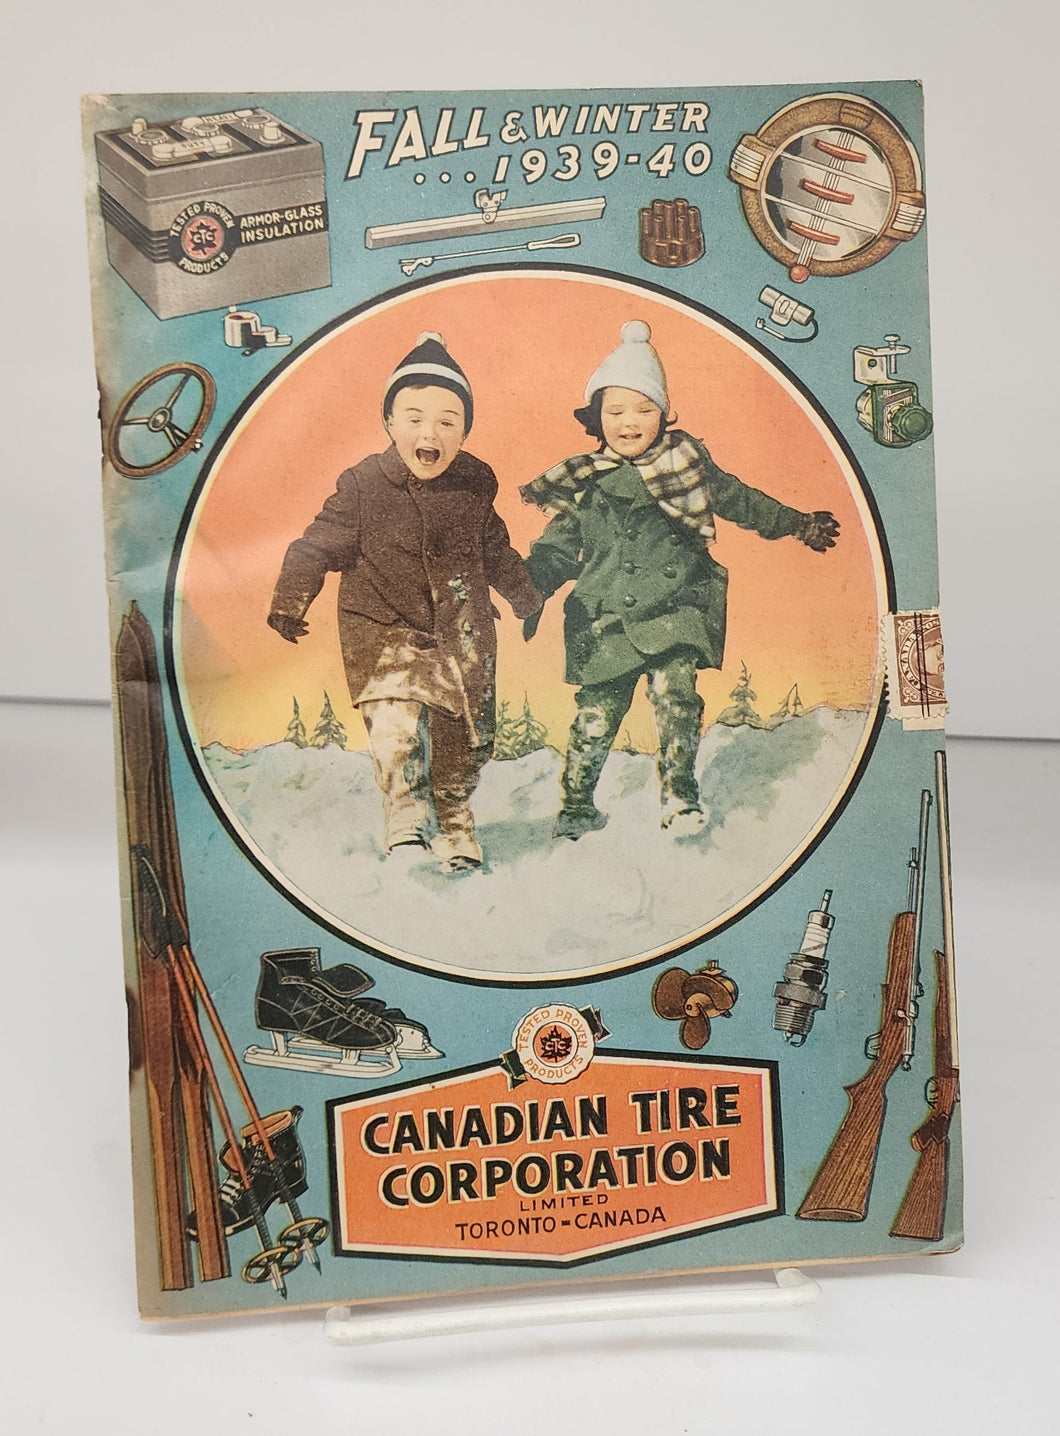 FALL & WINTER
...1939-40
TESTED PROVEN
CTC
PRODUCTS
ARMOR-GLASS
INSULATION
CANADA
TESTED PROVEN
CTC
PRODUCTS
CANADIAN TIRE
CORPORATION
LIMITED
TORONTO-CANADA